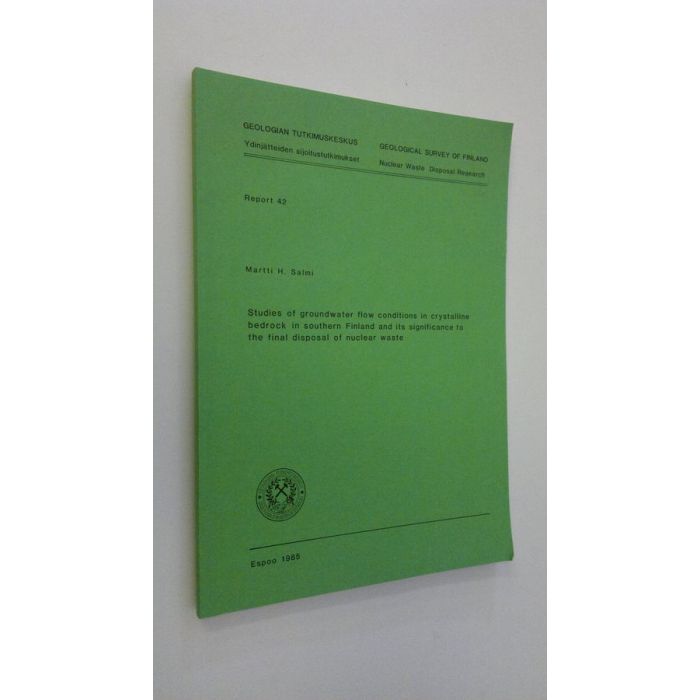 GEOLOGIAN TUTKIMUSKESKUS
Ydinjätteiden sijoitustutkimukset
GEOLOGICAL SURVEY OF FINLAND
Nuclear Waste Disposal Research
Report 42
Martti H. Salmi
Studies of groundwater flow conditions in crystalline
bedrock in southern Finland and its significance to
the final disposal of nuclear waste
Espoo 1985